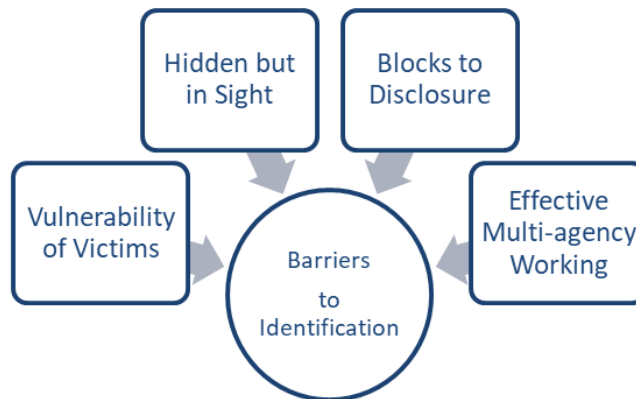 Hidden but
in Sight
Blocks to
Disclosure
Vulnerability
of Victims
Effective
Multi-agency
Working
Barriers
to
Identification